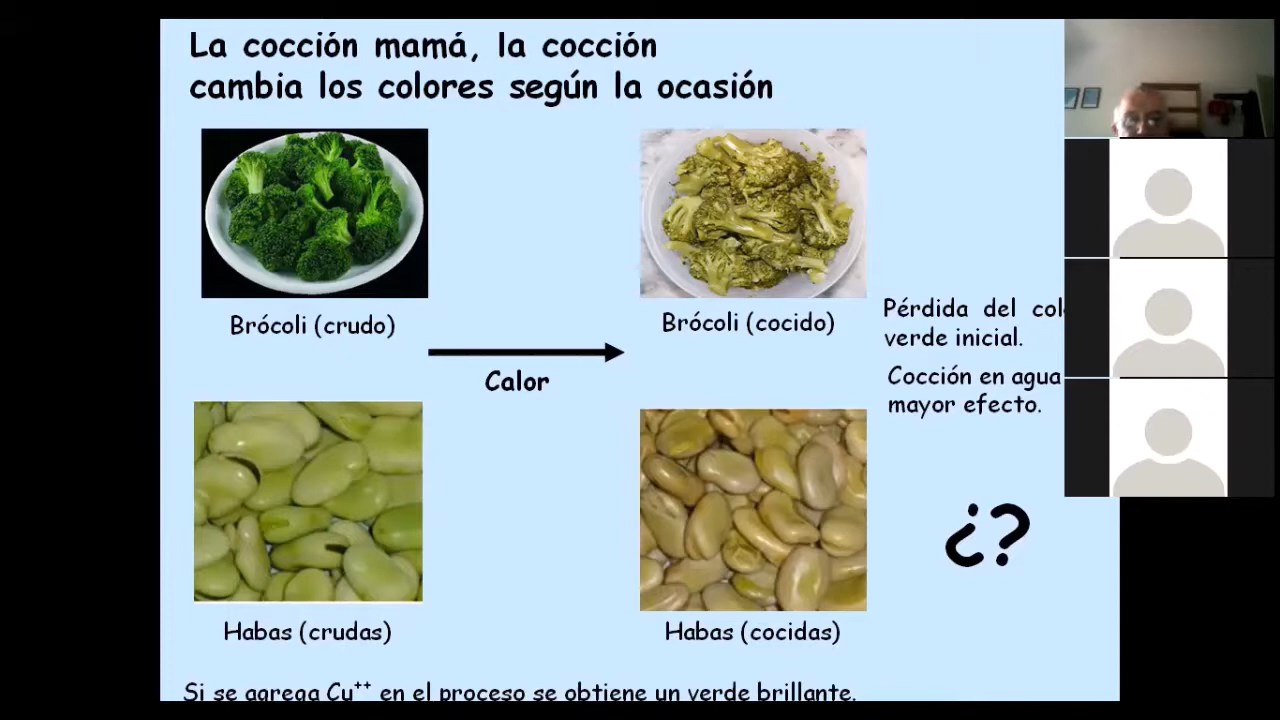 La cocción mamá, la cocción
cambia los colores según la ocasión
Brócoli (crudo)
Brócoli (cocido)
Pérdida del
verde inicial.
Calor
Cocción en agua
mayor efecto.
¿?
Habas (crudas)
Habas (cocidas)
Si se agrega Cu⁺⁺ en el proceso se obtiene un verde brillante.